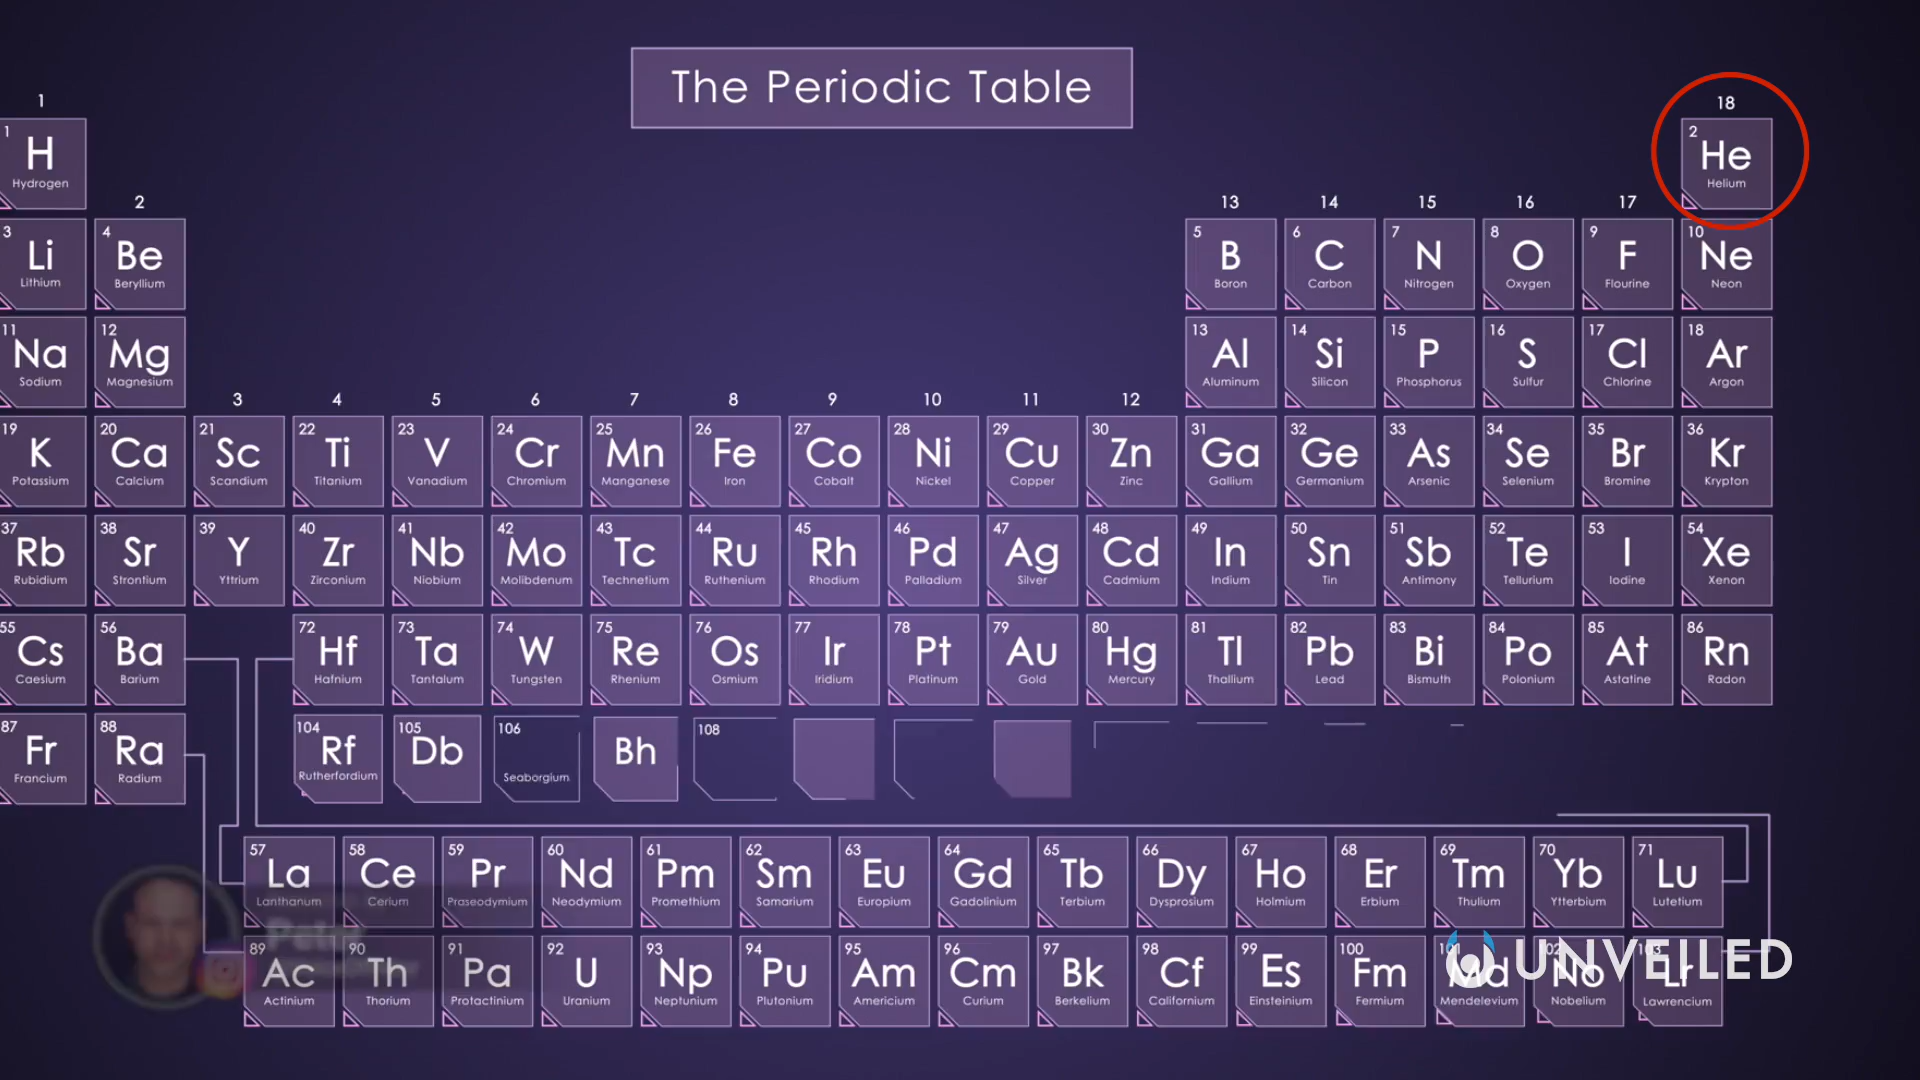 The Periodic Table
1
18
1 H Hydrogen
2 He Helium
2
13 14 15 16 17
3 Li Lithium
4 Be Beryllium
5 B Boron
6 C Carbon
7 N Nitrogen
8 O Oxygen
9 F Flourine
10 Ne Neon
11 Na Sodium
12 Mg Magnesium
13 Al Aluminum
14 Si Silicon
15 P Phosphorus
16 S Sulfur
17 Cl Chlorine
18 Ar Argon
3 4 5 6 7 8 9 10 11 12
19 K Potassium
20 Ca Calcium
21 Sc Scandium
22 Ti Titanium
23 V Vanadium
24 Cr Chromium
25 Mn Manganese
26 Fe Iron
27 Co Cobalt
28 Ni Nickel
29 Cu Copper
30 Zn Zinc
31 Ga Gallium
32 Ge Germanium
33 As Arsenic
34 Se Selenium
35 Br Bromine
36 Kr Krypton
37 Rb Rubidium
38 Sr Strontium
39 Y Yttrium
40 Zr Zirconium
41 Nb Niobium
42 Mo Molibdenum
43 Tc Technetium
44 Ru Ruthenium
45 Rh Rhodium
46 Pd Palladium
47 Ag Silver
48 Cd Cadmium
49 In Indium
50 Sn Tin
51 Sb Antimony
52 Te Tellurium
53 I Iodine
54 Xe Xenon
55 Cs Caesium
56 Ba Barium
72 Hf Hafnium
73 Ta Tantalum
74 W Tungsten
75 Re Rhenium
76 Os Osmium
77 Ir Iridium
78 Pt Platinum
79 Au Gold
80 Hg Mercury
81 Tl Thallium
82 Pb Lead
83 Bi Bismuth
84 Po Polonium
85 At Astatine
86 Rn Radon
87 Fr Francium
88 Ra Radium
104 Rf Rutherfordium
105 Db
106 Seaborgium
Bh
108
57 La Lanthanum
58 Ce Cerium
59 Pr Praseodymium
60 Nd Neodymium
61 Pm Promethium
62 Sm Samarium
63 Eu Europium
64 Gd Gadolinium
65 Tb Terbium
66 Dy Dysprosium
67 Ho Holmium
68 Er Erbium
69 Tm Thulium
70 Yb Ytterbium
71 Lu Lutetium
89 Ac Actinium
90 Th Thorium
91 Pa Protactinium
92 U Uranium
93 Np Neptunium
94 Pu Plutonium
95 Am Americium
96 Cm Curium
97 Bk Berkelium
98 Cf Californium
99 Es Einsteinium
100 Fm Fermium
101 Md Mendelevium
102 No Nobelium
103 Lr Lawrencium
UNVEILED